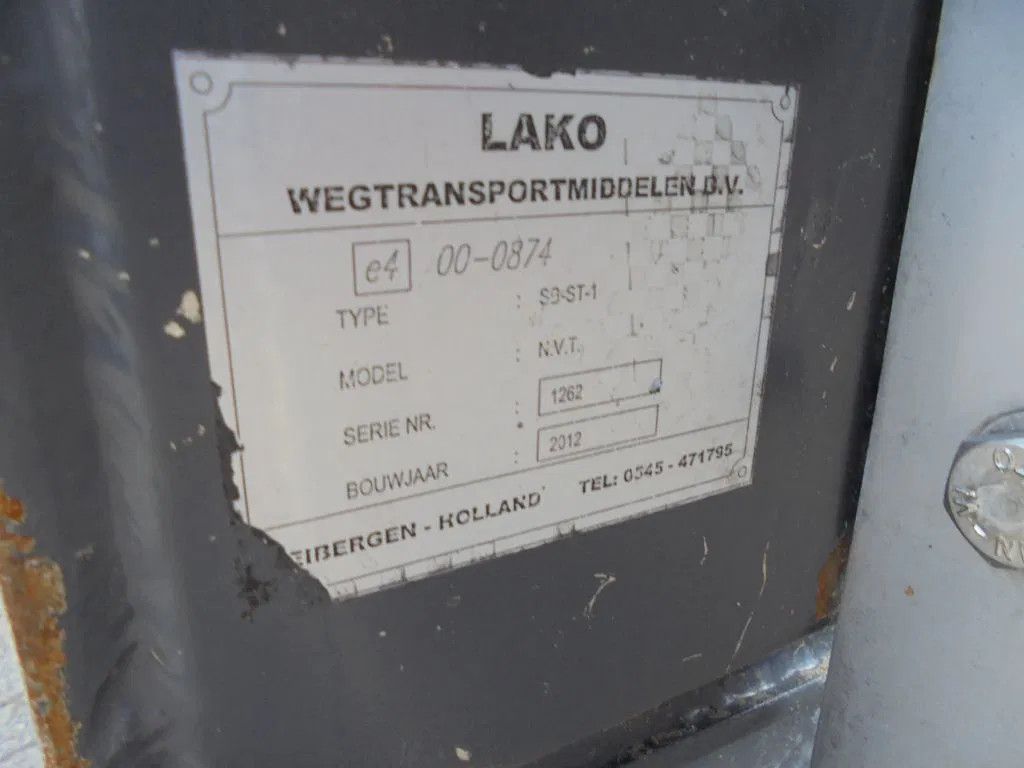 LAKO
WEGTRANSPORTMIDDELEN B.V.
e4 00-0874
TYPE : SB-ST-1
MODEL : N.V.T.
SERIE NR. : 1262
BOUWJAAR : 2012
EIBERGEN - HOLLAND TEL: 0545 - 471795